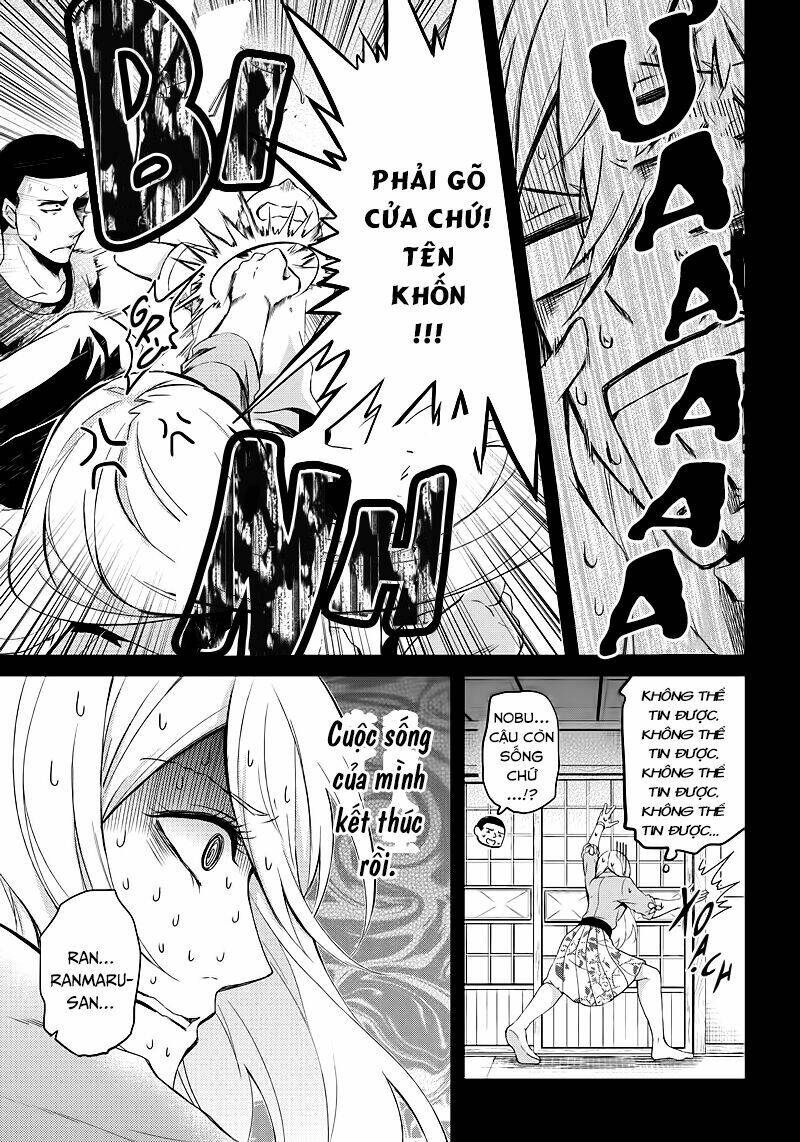 UAAAAA
PHẢI GÕ
CỬA CHỨ!
TÊN
KHỐN
!!!
BI
NH
GRỪ
KHÔNG THỂ
TIN ĐƯỢC.
KHÔNG THỂ
TIN ĐƯỢC.
KHÔNG THỂ
TIN ĐƯỢC.
KHÔNG THỂ
TIN ĐƯỢC...
NOBU...
CẬU CÒN
SỐNG
CHỨ
...!?
XOẠCH
Cuộc sống
của mình
kết thúc
rồi.
RAN...
RANMARU-
SAN.